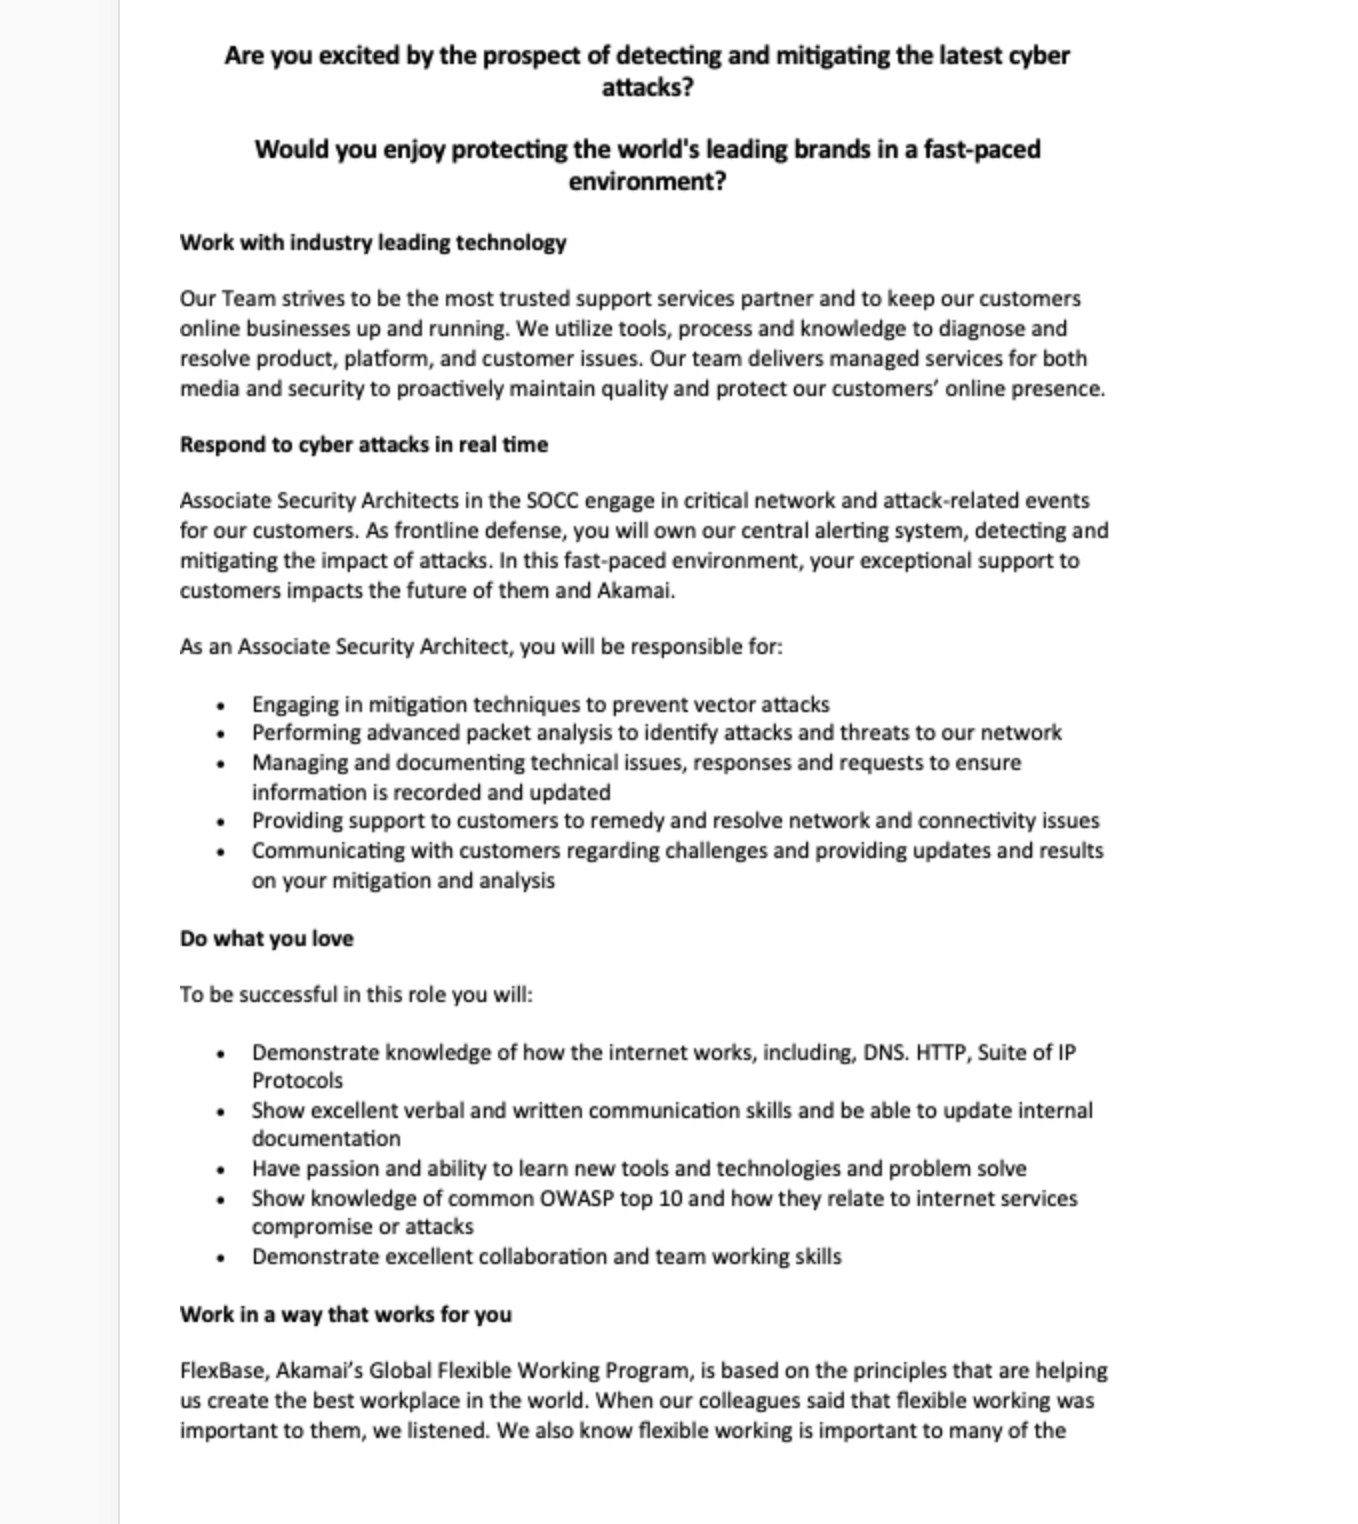 Are you excited by the prospect of detecting and mitigating the latest cyber
attacks?
Would you enjoy protecting the world's leading brands in a fast-paced
environment?
Work with industry leading technology
Our Team strives to be the most trusted support services partner and to keep our customers
online businesses up and running. We utilize tools, process and knowledge to diagnose and
resolve product, platform, and customer issues. Our team delivers managed services for both
media and security to proactively maintain quality and protect our customers’ online presence.
Respond to cyber attacks in real time
Associate Security Architects in the SOCC engage in critical network and attack-related events
for our customers. As frontline defense, you will own our central alerting system, detecting and
mitigating the impact of attacks. In this fast-paced environment, your exceptional support to
customers impacts the future of them and Akamai.
As an Associate Security Architect, you will be responsible for:
• Engaging in mitigation techniques to prevent vector attacks
• Performing advanced packet analysis to identify attacks and threats to our network
• Managing and documenting technical issues, responses and requests to ensure
information is recorded and updated
• Providing support to customers to remedy and resolve network and connectivity issues
• Communicating with customers regarding challenges and providing updates and results
on your mitigation and analysis
Do what you love
To be successful in this role you will:
• Demonstrate knowledge of how the internet works, including, DNS. HTTP, Suite of IP
Protocols
• Show excellent verbal and written communication skills and be able to update internal
documentation
• Have passion and ability to learn new tools and technologies and problem solve
• Show knowledge of common OWASP top 10 and how they relate to internet services
compromise or attacks
• Demonstrate excellent collaboration and team working skills
Work in a way that works for you
FlexBase, Akamai’s Global Flexible Working Program, is based on the principles that are helping
us create the best workplace in the world. When our colleagues said that flexible working was
important to them, we listened. We also know flexible working is important to many of the